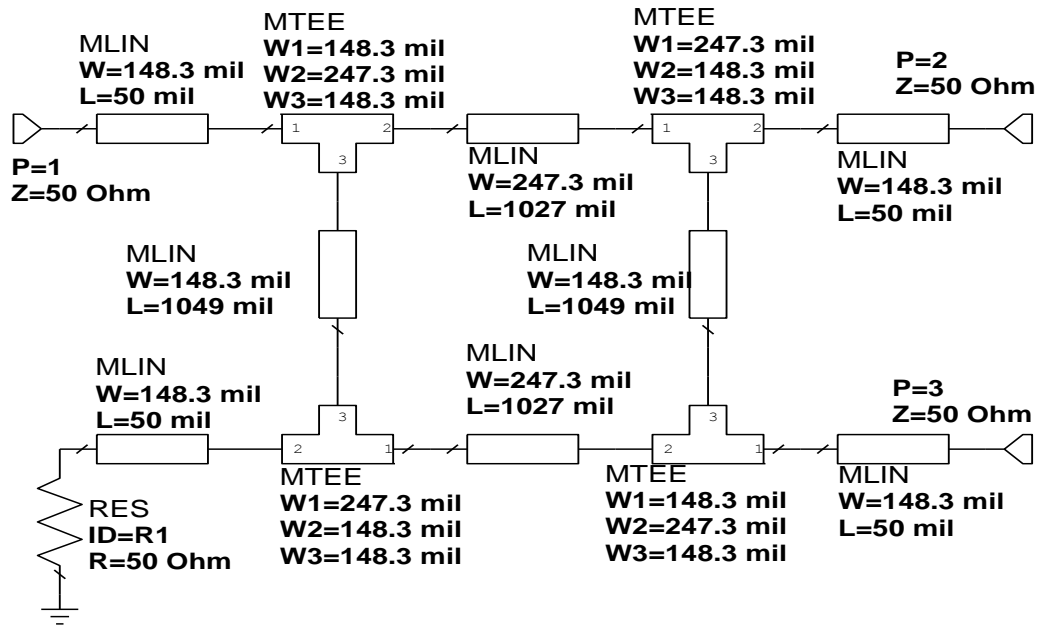 MLIN
W=148.3 mil
L=50 mil
MTEE
W1=148.3 mil
W2=247.3 mil
W3=148.3 mil
MTEE
W1=247.3 mil
W2=148.3 mil
W3=148.3 mil
P=2
Z=50 Ohm
1
2
3
1
2
3
P=1
Z=50 Ohm
MLIN
W=247.3 mil
L=1027 mil
MLIN
W=148.3 mil
L=50 mil
MLIN
W=148.3 mil
L=1049 mil
MLIN
W=148.3 mil
L=1049 mil
MLIN
W=148.3 mil
L=50 mil
MLIN
W=247.3 mil
L=1027 mil
P=3
Z=50 Ohm
3
2
1
3
2
1
RES
ID=R1
R=50 Ohm
MTEE
W1=247.3 mil
W2=148.3 mil
W3=148.3 mil
MTEE
W1=148.3 mil
W2=247.3 mil
W3=148.3 mil
MLIN
W=148.3 mil
L=50 mil